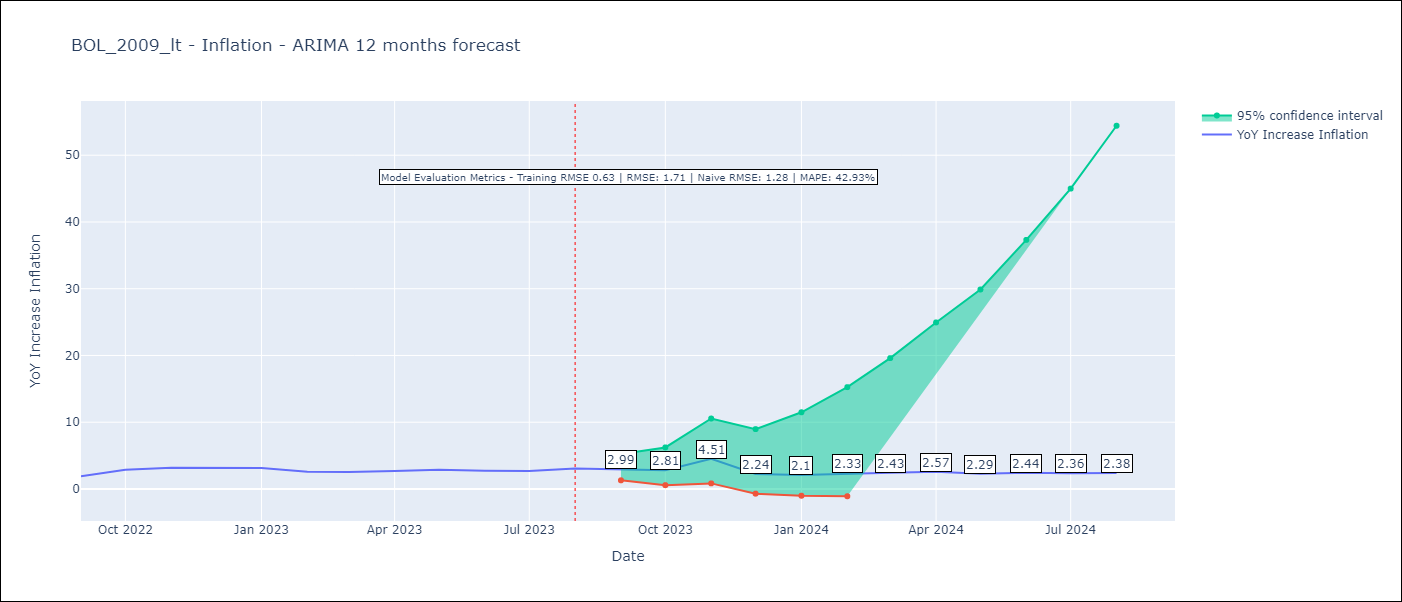 BOL_2009_lt - Inflation - ARIMA 12 months forecast
95% confidence interval
YoY Increase Inflation
Model Evaluation Metrics - Training RMSE 0.63 | RMSE: 1.71 | Naive RMSE: 1.28 | MAPE: 42.93%
YoY Increase Inflation
50
40
30
20
10
0
2.99
2.81
4.51
2.24
2.1
2.33
2.43
2.57
2.29
2.44
2.36
2.38
Oct 2022
Jan 2023
Apr 2023
Jul 2023
Oct 2023
Jan 2024
Apr 2024
Jul 2024
Date